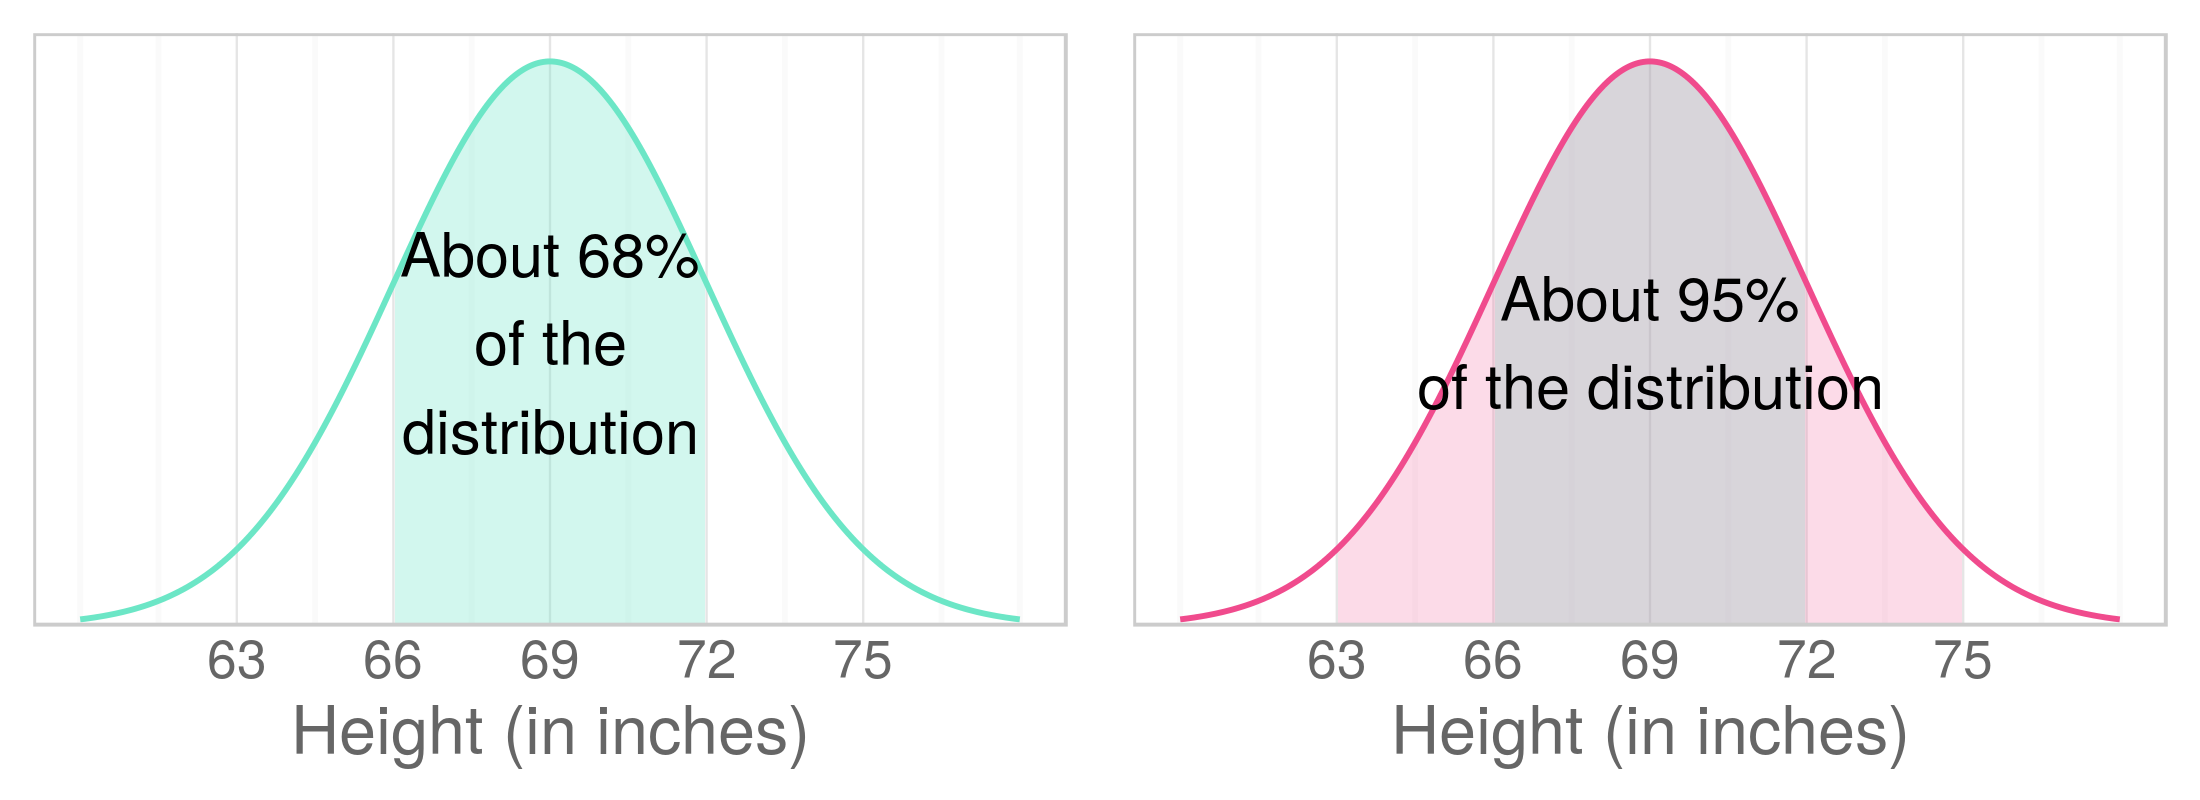 About 68%
of the
distribution
63 66 69 72 75
Height (in inches)
About 95%
of the distribution
63 66 69 72 75
Height (in inches)